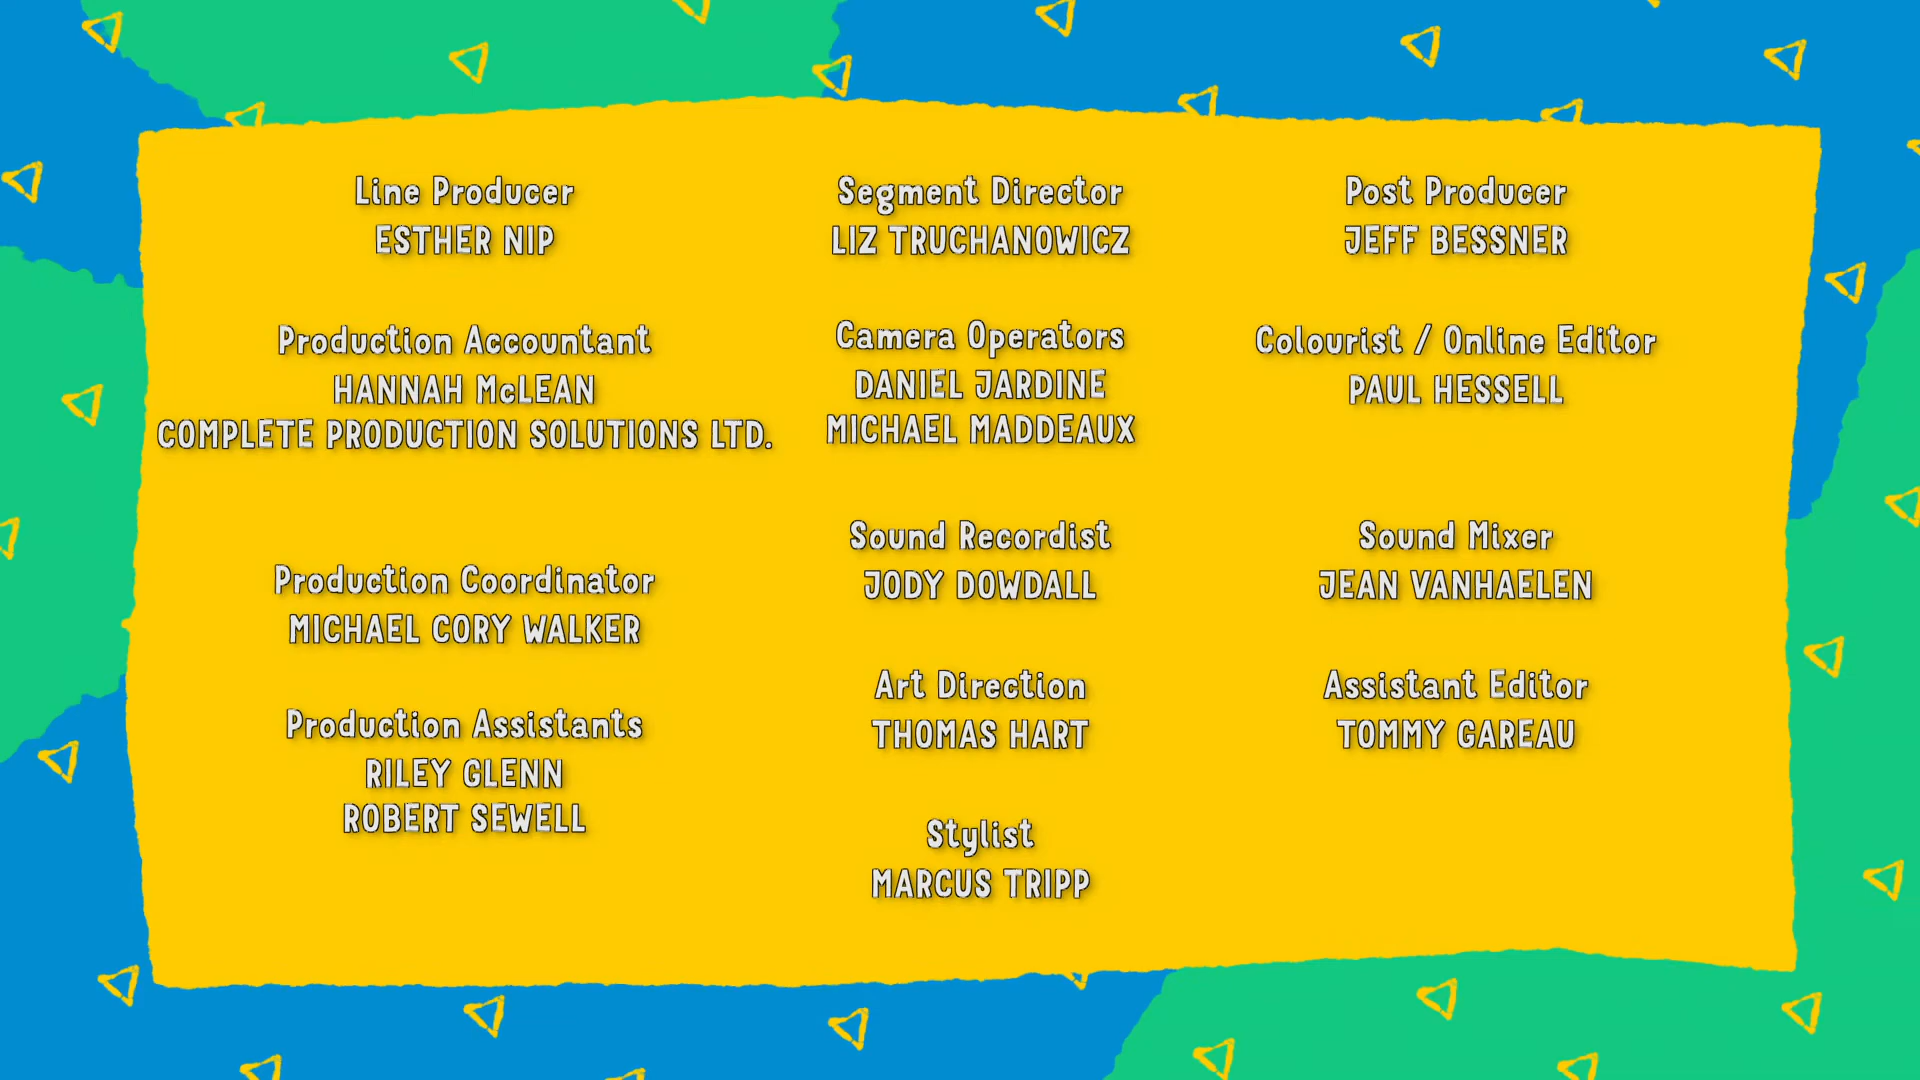 Line Producer
ESTHER NIP
Production Accountant
HANNAH McLEAN
COMPLETE PRODUCTION SOLUTIONS LTD.
Production Coordinator
MICHAEL CORY WALKER
Production Assistants
RILEY GLENN
ROBERT SEWELL
Segment Director
LIZ TRUCHANOWICZ
Camera Operators
DANIEL JARDINE
MICHAEL MADDEAUX
Sound Recordist
JODY DOWDALL
Art Direction
THOMAS HART
Stylist
MARCUS TRIPP
Post Producer
JEFF BESSNER
Colourist / Online Editor
PAUL HESSELL
Sound Mixer
JEAN VANHAELEN
Assistant Editor
TOMMY GAREAU